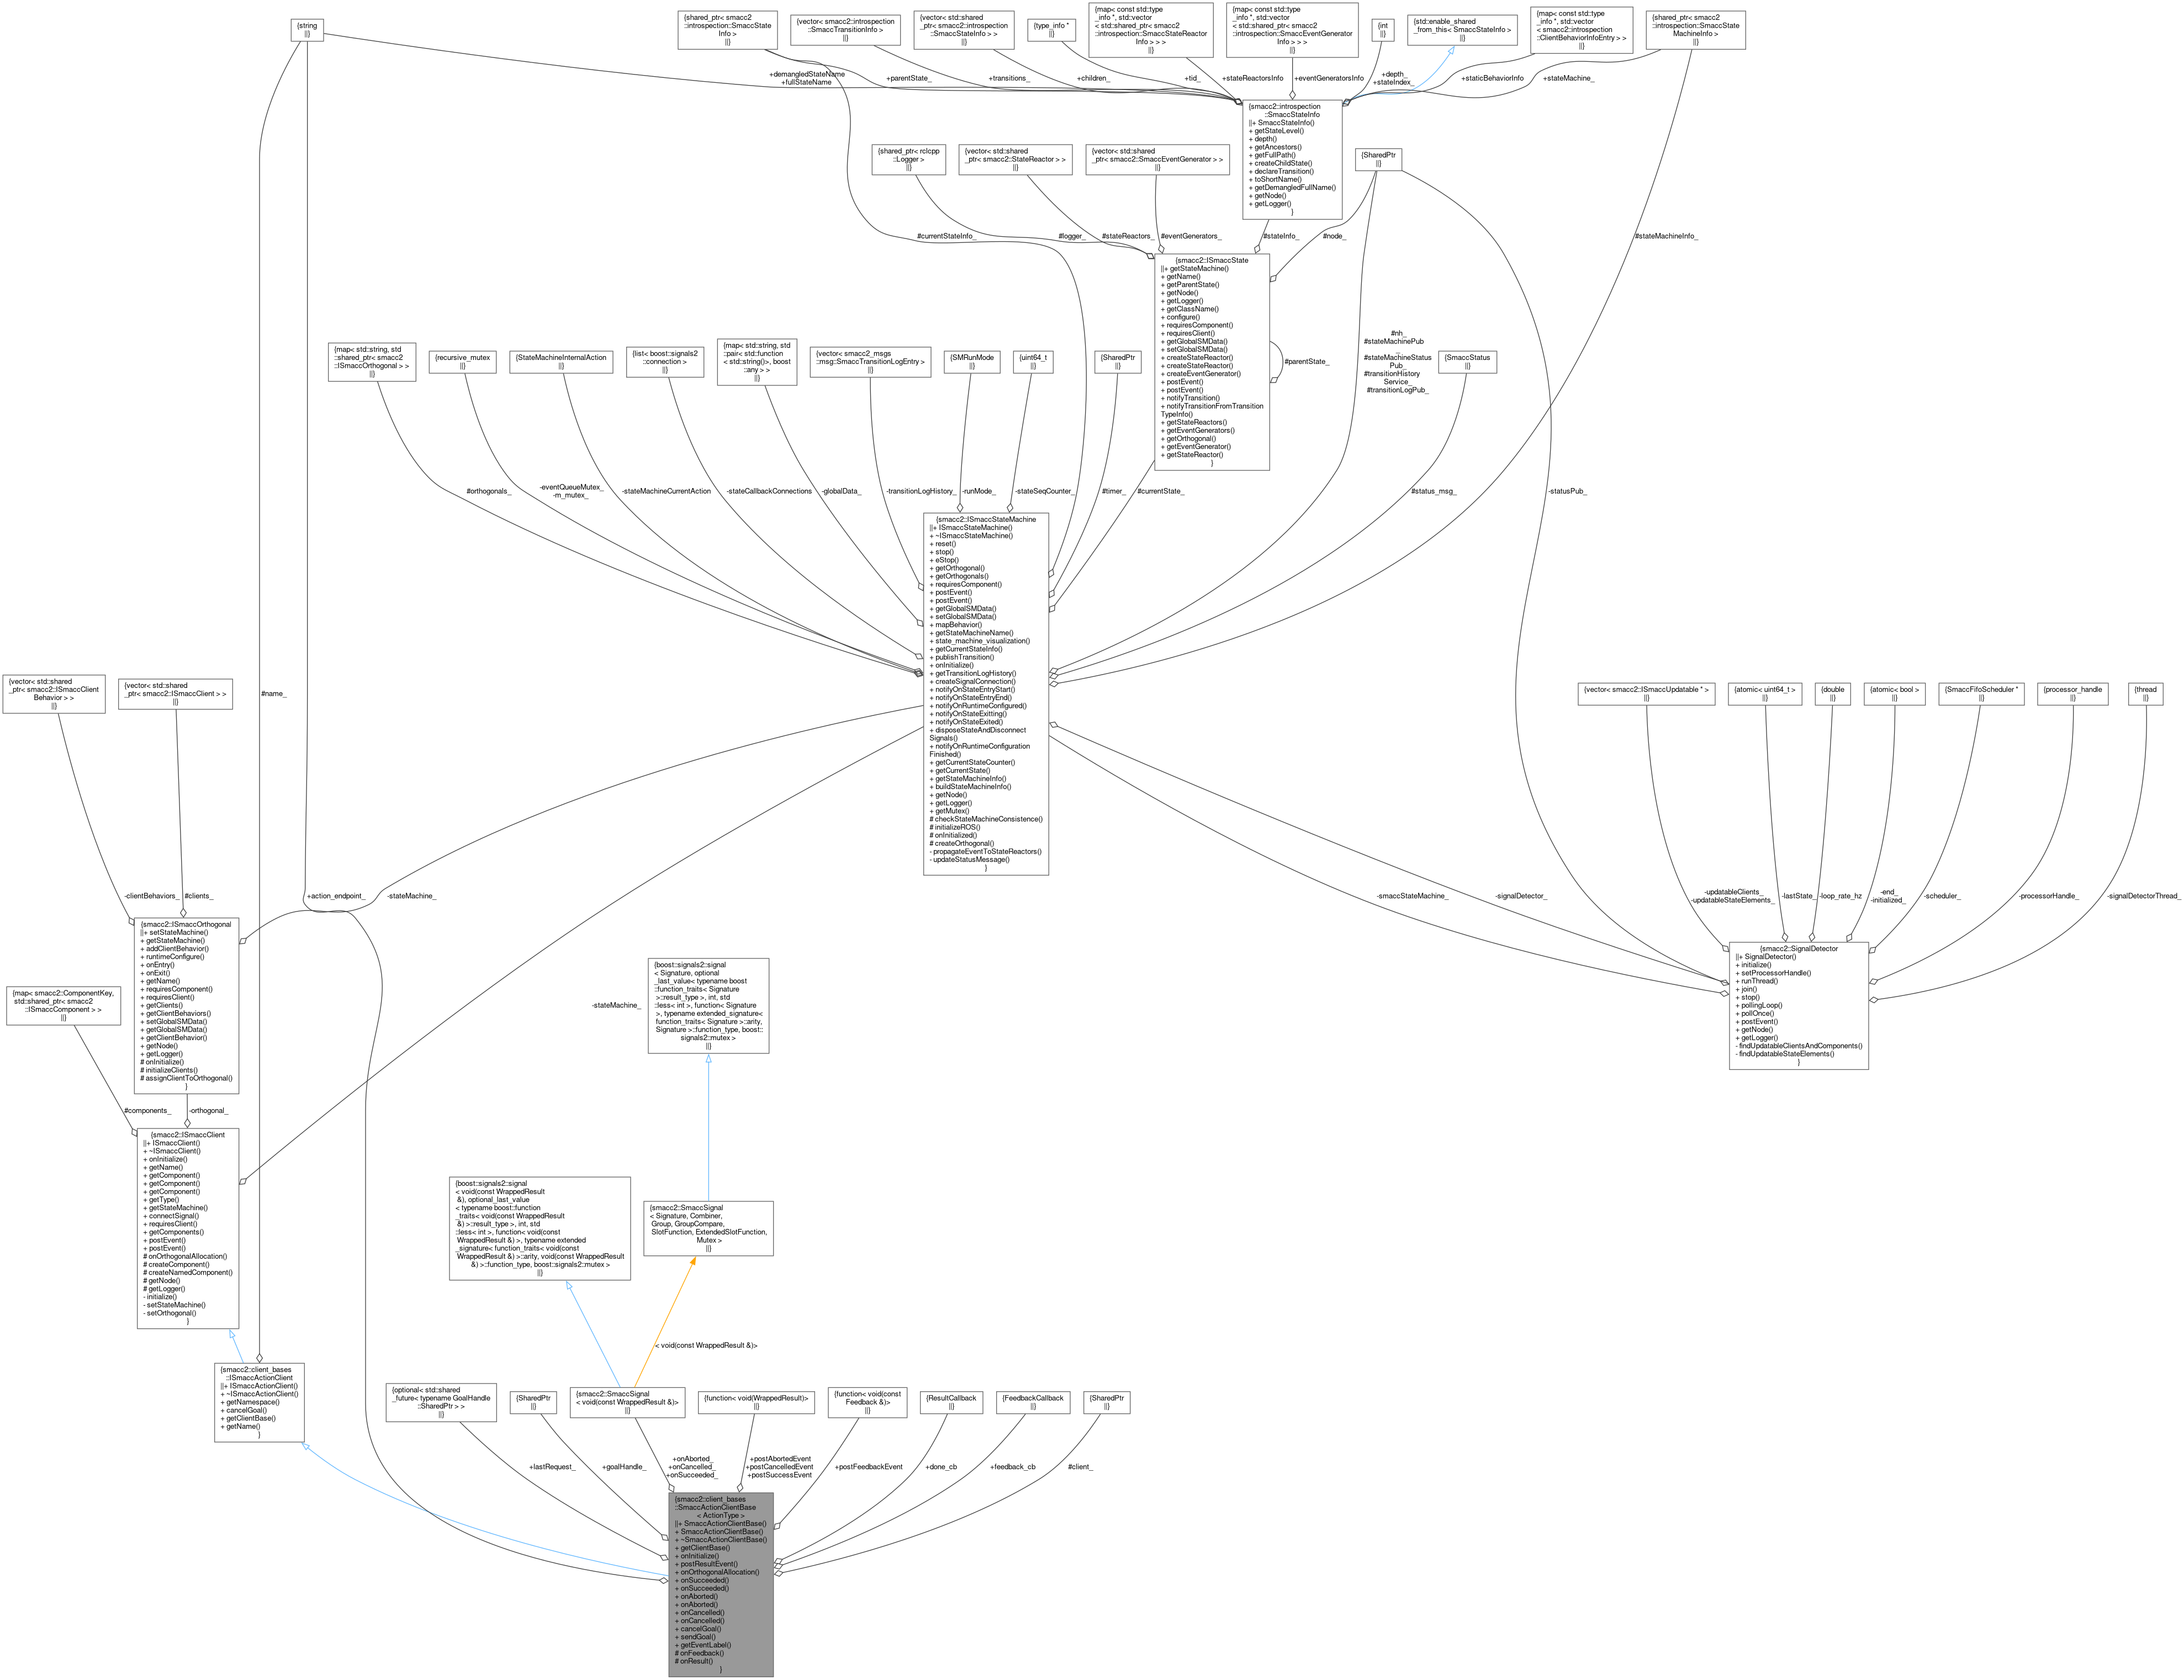 {string
||}
{shared_ptr< smacc2
::introspection::SmaccState
Info >
||}
{vector< smacc2::introspection
::SmaccTransitionInfo >
||}
{vector< std::shared
_ptr< smacc2::introspection
::SmaccStateInfo > >
||}
{type_info *
||}
{map< const std::type
_info *, std::vector
< std::shared_ptr< smacc2
::introspection::SmaccStateReactor
Info > > >
||}
{map< const std::type
_info *, std::vector
< std::shared_ptr< smacc2
::introspection::SmaccEventGenerator
Info > > >
||}
{int
||}
{std::enable_shared
_from_this< SmaccStateInfo >
||}
{map< const std::type
_info *, std::vector
< smacc2::introspection
::ClientBehaviorInfoEntry > >
||}
{shared_ptr< smacc2
::introspection::SmaccState
MachineInfo >
||}
+demangledStateName
+fullStateName
+parentState_
+transitions_
+children_
+tid_
+stateReactorsInfo
+eventGeneratorsInfo
+depth_
+stateIndex_
+staticBehaviorInfo
+stateMachine_
{smacc2::introspection
::SmaccStateInfo
||+ SmaccStateInfo()
+ getStateLevel()
+ depth()
+ getAncestors()
+ getFullPath()
+ createChildState()
+ declareTransition()
+ toShortName()
+ getDemangledFullName()
+ getNode()
+ getLogger()
}
{shared_ptr< rclcpp
::Logger >
||}
{vector< std::shared
_ptr< smacc2::StateReactor > >
||}
{vector< std::shared
_ptr< smacc2::SmaccEventGenerator > >
||}
{SharedPtr
||}
#currentStateInfo_
#logger_
#stateReactors_
#eventGenerators_
#stateInfo_
#node_
#stateMachineInfo_
{smacc2::ISmaccState
||+ getStateMachine()
+ getName()
+ getParentState()
+ getNode()
+ getLogger()
+ getClassName()
+ configure()
+ requiresComponent()
+ requiresClient()
+ getGlobalSMData()
+ setGlobalSMData()
+ createStateReactor()
+ createStateReactor()
+ createEventGenerator()
+ postEvent()
+ postEvent()
+ notifyTransition()
+ notifyTransitionFromTransition
TypeInfo()
+ getStateReactors()
+ getEventGenerators()
+ getOrthogonal()
+ getEventGenerator()
+ getStateReactor()
}
#parentState_
#nh_
#stateMachinePub
_
#stateMachineStatus
Pub_
#transitionHistory
Service_
#transitionLogPub_
{map< std::string, std
::shared_ptr< smacc2
::ISmaccOrthogonal > >
||}
{recursive_mutex
||}
{StateMachineInternalAction
||}
{list< boost::signals2
::connection >
||}
{map< std::string, std
::pair< std::function
< std::string()>, boost
::any > >
||}
{vector< smacc2_msgs
::msg::SmaccTransitionLogEntry >
||}
{SMRunMode
||}
{uint64_t
||}
{SharedPtr
||}
{SmaccStatus
||}
#orthogonals_
-eventQueueMutex_
-m_mutex_
-stateMachineCurrentAction
-stateCallbackConnections
-globalData_
-transitionLogHistory_
-runMode_
-stateSeqCounter_
#timer_
#currentState_
#status_msg_
-statusPub_
{smacc2::ISmaccStateMachine
||+ ISmaccStateMachine()
+ ~ISmaccStateMachine()
+ reset()
+ stop()
+ eStop()
+ getOrthogonal()
+ getOrthogonals()
+ requiresComponent()
+ postEvent()
+ postEvent()
+ getGlobalSMData()
+ setGlobalSMData()
+ mapBehavior()
+ getStateMachineName()
+ state_machine_visualization()
+ getCurrentStateInfo()
+ publishTransition()
+ onInitialize()
+ getTransitionLogHistory()
+ createSignalConnection()
+ notifyOnStateEntryStart()
+ notifyOnStateEntryEnd()
+ notifyOnRuntimeConfigured()
+ notifyOnStateExitting()
+ notifyOnStateExited()
+ disposeStateAndDisconnect
Signals()
+ notifyOnRuntimeConfiguration
Finished()
+ getCurrentStateCounter()
+ getCurrentState()
+ getStateMachineInfo()
+ buildStateMachineInfo()
+ getNode()
+ getLogger()
+ getMutex()
# checkStateMachineConsistence()
# initializeROS()
# onInitialized()
# createOrthogonal()
- propagateEventToStateReactors()
- updateStatusMessage()
}
{vector< std::shared
_ptr< smacc2::ISmaccClient
Behavior > >
||}
{vector< std::shared
_ptr< smacc2::ISmaccClient > >
||}
#name_
{vector< smacc2::ISmaccUpdatable * >
||}
{atomic< uint64_t >
||}
{double
||}
{atomic< bool >
||}
{SmaccFifoScheduler *
||}
{processor_handle
||}
{thread
||}
-clientBehaviors_
#clients_
+action_endpoint_
-stateMachine_
-smaccStateMachine_
-signalDetector_
-updatableClients_
-updatableStateElements_
-lastState_
-loop_rate_hz
-end_
-initialized_
-scheduler_
-processorHandle_
-signalDetectorThread_
{smacc2::ISmaccOrthogonal
||+ setStateMachine()
+ getStateMachine()
+ addClientBehavior()
+ runtimeConfigure()
+ onEntry()
+ onExit()
+ getName()
+ requiresComponent()
+ requiresClient()
+ getClients()
+ getClientBehaviors()
+ setGlobalSMData()
+ getGlobalSMData()
+ getClientBehavior()
+ getNode()
+ getLogger()
# onInitialize()
# initializeClients()
# assignClientToOrthogonal()
}
{smacc2::SignalDetector
||+ SignalDetector()
+ initialize()
+ setProcessorHandle()
+ runThread()
+ join()
+ stop()
+ pollingLoop()
+ pollOnce()
+ postEvent()
+ getNode()
+ getLogger()
- findUpdatableClientsAndComponents()
- findUpdatableStateElements()
}
{map< smacc2::ComponentKey,
std::shared_ptr< smacc2
::ISmaccComponent > >
||}
-stateMachine_
{boost::signals2::signal
< Signature, optional
_last_value< typename boost
::function_traits< Signature
>::result_type >, int, std
::less< int >, function< Signature
>, typename extended_signature<
function_traits< Signature >::arity,
Signature >::function_type, boost::
signals2::mutex >
||}
#components_
-orthogonal_
{smacc2::ISmaccClient
||+ ISmaccClient()
+ ~ISmaccClient()
+ onInitialize()
+ getName()
+ getComponent()
+ getComponent()
+ getComponent()
+ getType()
+ getStateMachine()
+ connectSignal()
+ requiresClient()
+ getComponents()
+ postEvent()
+ postEvent()
# onOrthogonalAllocation()
# createComponent()
# createNamedComponent()
# getNode()
# getLogger()
- initialize()
- setStateMachine()
- setOrthogonal()
}
{boost::signals2::signal
< void(const WrappedResult
&), optional_last_value
< typename boost::function
_traits< void(const WrappedResult
&) >::result_type >, int, std
::less< int >, function< void(const
WrappedResult &) >, typename extended
_signature< function_traits< void(const
WrappedResult &) >::arity, void(const WrappedResult
&) >::function_type, boost::signals2::mutex >
||}
{smacc2::SmaccSignal
< Signature, Combiner,
Group, GroupCompare,
SlotFunction, ExtendedSlotFunction,
Mutex >
||}
< void(const WrappedResult &)>
{smacc2::client_bases
::ISmaccActionClient
||+ ISmaccActionClient()
+ ~ISmaccActionClient()
+ getNamespace()
+ cancelGoal()
+ getClientBase()
+ getName()
}
{optional< std::shared
_future< typename GoalHandle
::SharedPtr > >
||}
{SharedPtr
||}
{smacc2::SmaccSignal
< void(const WrappedResult &)>
||}
{function< void(WrappedResult)>
||}
{function< void(const
Feedback &)>
||}
{ResultCallback
||}
{FeedbackCallback
||}
{SharedPtr
||}
+lastRequest_
+goalHandle_
+onAborted_
+onCancelled_
+onSucceeded_
+postAbortedEvent
+postCancelledEvent
+postSuccessEvent
+postFeedbackEvent
+done_cb
+feedback_cb
#client_
{smacc2::client_bases
::SmaccActionClientBase
< ActionType >
||+ SmaccActionClientBase()
+ SmaccActionClientBase()
+ ~SmaccActionClientBase()
+ getClientBase()
+ onInitialize()
+ postResultEvent()
+ onOrthogonalAllocation()
+ onSucceeded()
+ onSucceeded()
+ onAborted()
+ onAborted()
+ onCancelled()
+ onCancelled()
+ cancelGoal()
+ sendGoal()
+ getEventLabel()
# onFeedback()
# onResult()
}